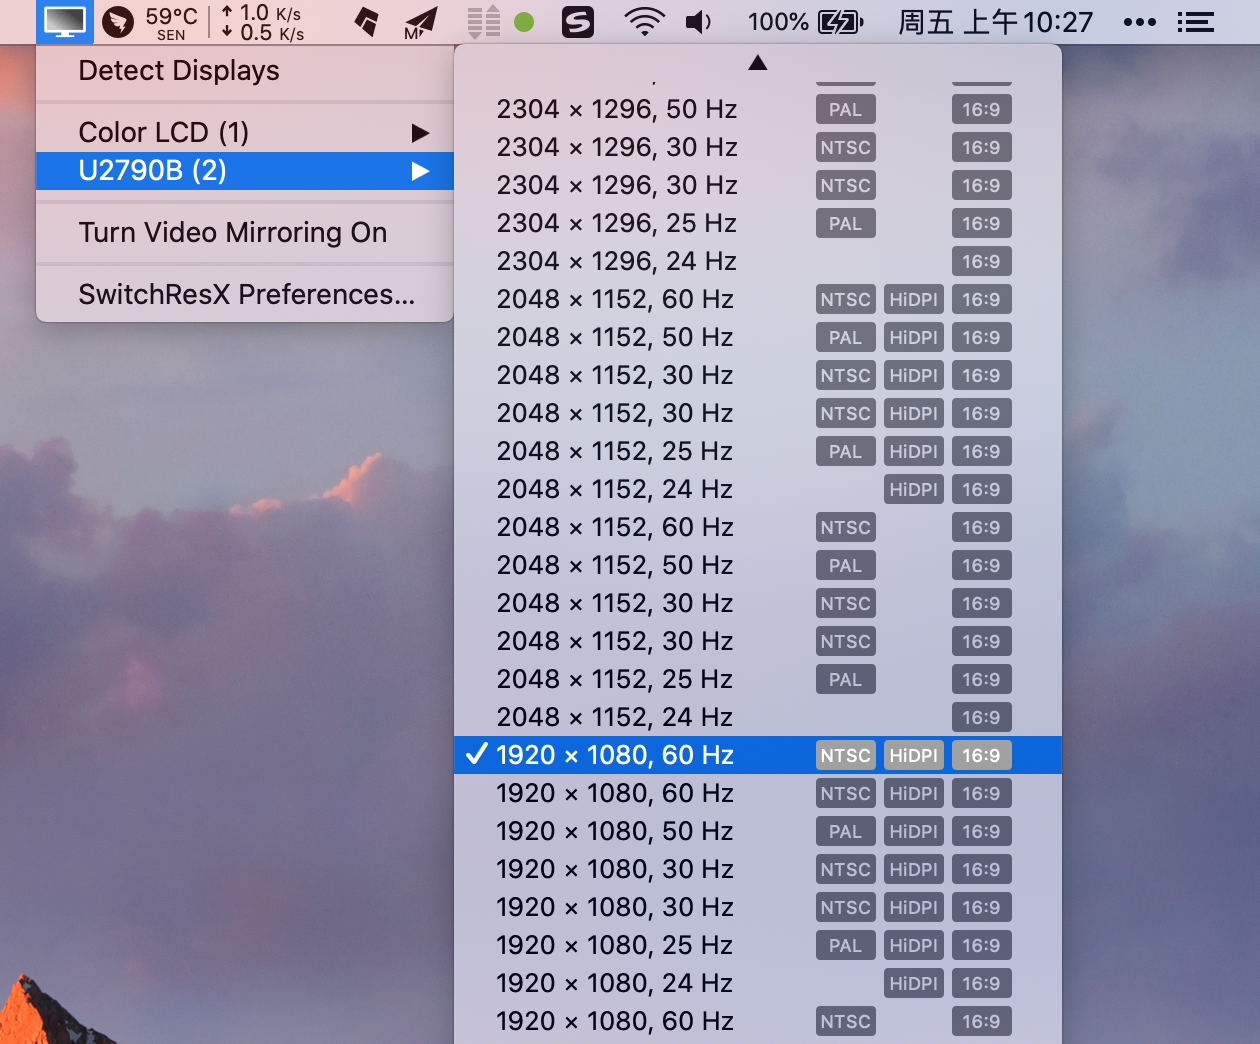 59°C
SEN
↑ 1.0 K/s
↓ 0.5 K/s
M
S
100%
周五 上午10:27
Detect Displays
Color LCD (1)
U2790B (2)
Turn Video Mirroring On
SwitchResX Preferences...
2304 × 1296, 50 Hz PAL 16:9
2304 × 1296, 30 Hz NTSC 16:9
2304 × 1296, 30 Hz NTSC 16:9
2304 × 1296, 25 Hz PAL 16:9
2304 × 1296, 24 Hz 16:9
2048 × 1152, 60 Hz NTSC HiDPI 16:9
2048 × 1152, 50 Hz PAL HiDPI 16:9
2048 × 1152, 30 Hz NTSC HiDPI 16:9
2048 × 1152, 30 Hz NTSC HiDPI 16:9
2048 × 1152, 25 Hz PAL HiDPI 16:9
2048 × 1152, 24 Hz HiDPI 16:9
2048 × 1152, 60 Hz NTSC 16:9
2048 × 1152, 50 Hz PAL 16:9
2048 × 1152, 30 Hz NTSC 16:9
2048 × 1152, 30 Hz NTSC 16:9
2048 × 1152, 25 Hz PAL 16:9
2048 × 1152, 24 Hz 16:9
✓ 1920 × 1080, 60 Hz NTSC HiDPI 16:9
1920 × 1080, 60 Hz NTSC HiDPI 16:9
1920 × 1080, 50 Hz PAL HiDPI 16:9
1920 × 1080, 30 Hz NTSC HiDPI 16:9
1920 × 1080, 30 Hz NTSC HiDPI 16:9
1920 × 1080, 25 Hz PAL HiDPI 16:9
1920 × 1080, 24 Hz HiDPI 16:9
1920 × 1080, 60 Hz NTSC 16:9